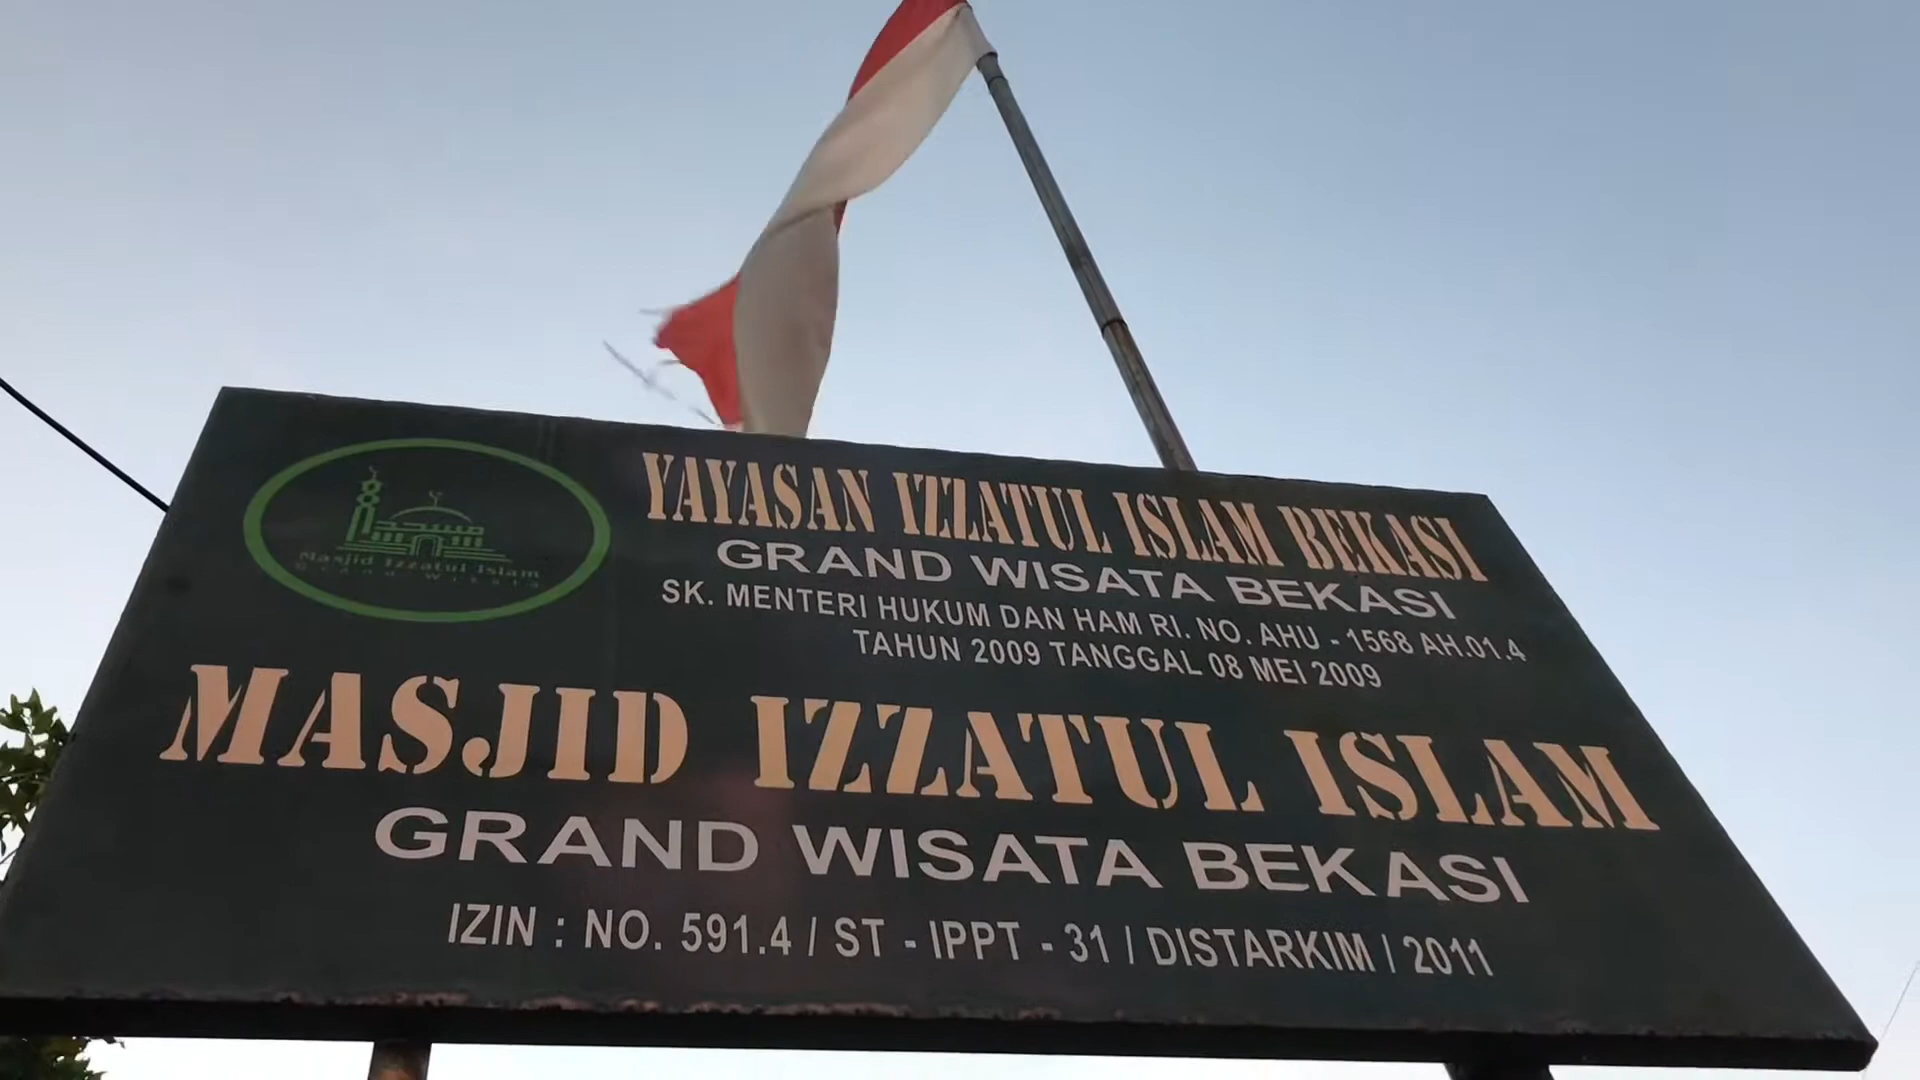 مسجد
Masjid Izzatul Islam
Grand Wisata
YAYASAN IZZATUL ISLAM BEKASI
GRAND WISATA BEKASI
SK. MENTERI HUKUM DAN HAM RI. NO. AHU - 1568 AH.01.4
TAHUN 2009 TANGGAL 08 MEI 2009
MASJID IZZATUL ISLAM
GRAND WISATA BEKASI
IZIN : NO. 591.4 / ST - IPPT - 31 / DISTARKIM / 2011